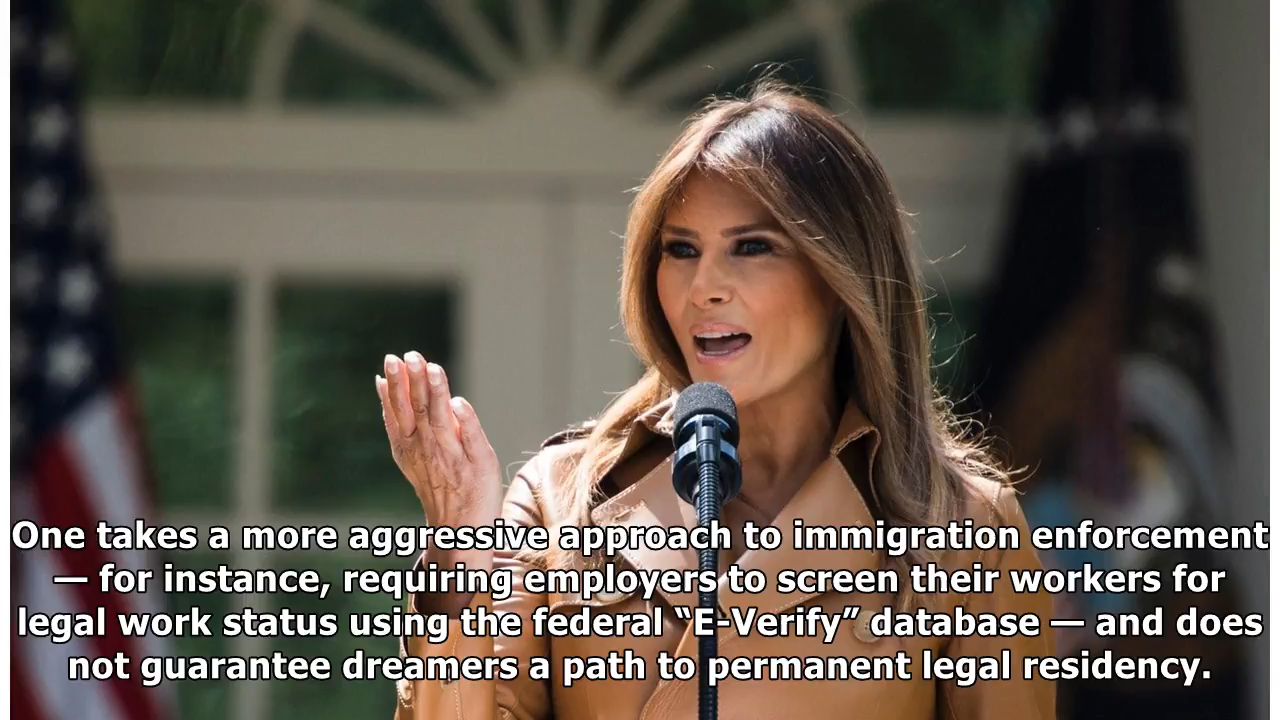 One takes a more aggressive approach to immigration enforcement
— for instance, requiring employers to screen their workers for
legal work status using the federal “E-Verify” database — and does
not guarantee dreamers a path to permanent legal residency.